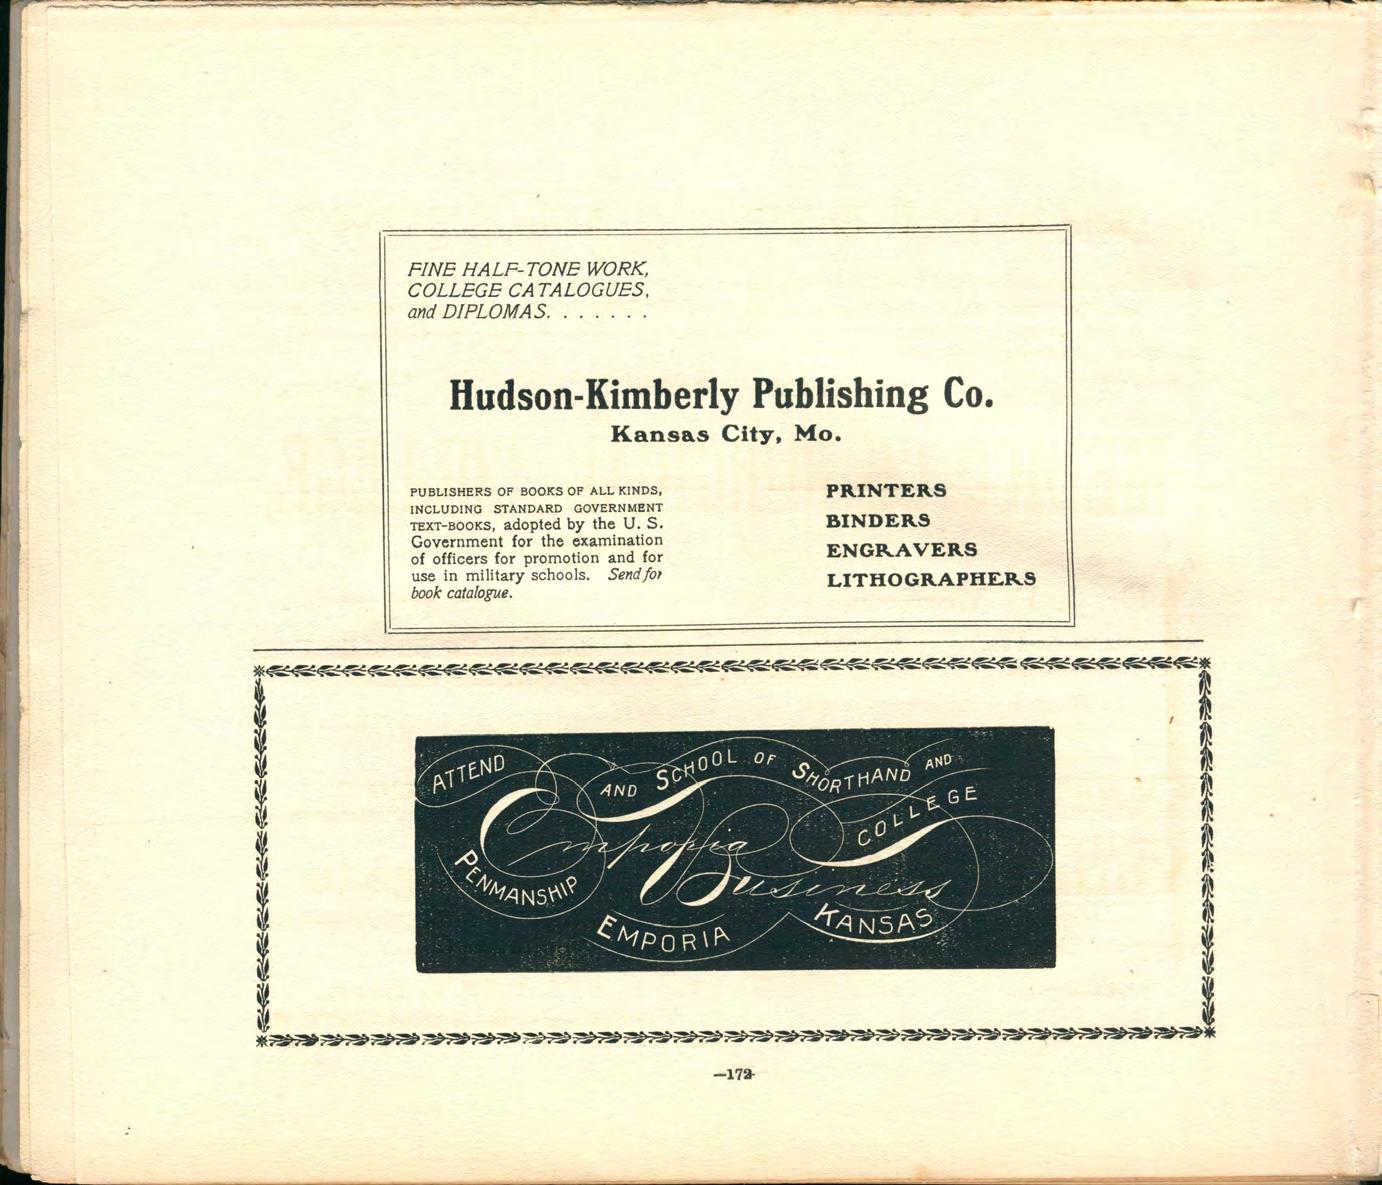 FINE HALF-TONE WORK,
COLLEGE CATALOGUES,
and DIPLOMAS. . . . . . .
Hudson-Kimberly Publishing Co.
Kansas City, Mo.
PUBLISHERS OF BOOKS OF ALL KINDS,
INCLUDING STANDARD GOVERNMENT
TEXT-BOOKS, adopted by the U. S.
Government for the examination
of officers for promotion and for
use in military schools. Send for
book catalogue.
PRINTERS
BINDERS
ENGRAVERS
LITHOGRAPHERS
ATTEND
Emporia
Business
COLLEGE
AND SCHOOL OF SHORTHAND AND
PENMANSHIP
EMPORIA
KANSAS
—172-